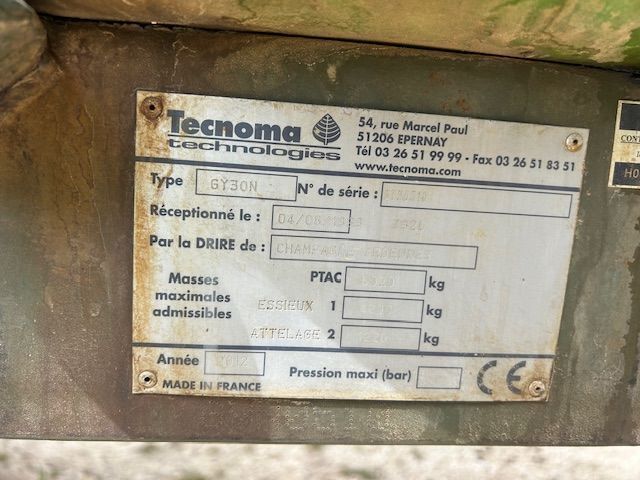 Tecnoma
technologies
54, rue Marcel Paul
51206 EPERNAY
Tél 03 26 51 99 99 - Fax 03 26 51 83 51
www.tecnoma.com
Type GY30N N° de série :
Réceptionné le :
Par la DRIRE de : CHAMPAGNE
Masses
maximales
admissibles
PTAC kg
ESSIEUX 1 kg
ATTELAGE 2 kg
Année 2012 Pression maxi (bar)
MADE IN FRANCE
CE
H0